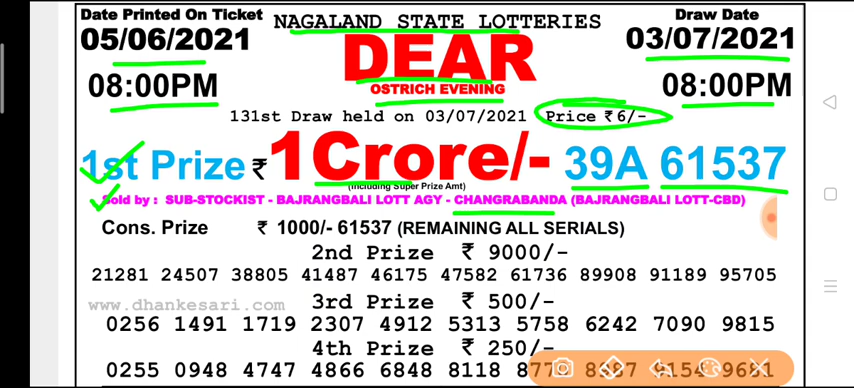 Date Printed On Ticket
05/06/2021
08:00PM
NAGALAND STATE LOTTERIES
DEAR
OSTRICH EVENING
Draw Date
03/07/2021
08:00PM
131st Draw held on 03/07/2021 Price ₹ 6/-
1st Prize ₹ 1 Crore/- 39A 61537
(Including Super Prize Amt)
Sold by : SUB-STOCKIST - BAJRANGBALI LOTT AGY - CHANGRABANDA (BAJRANGBALI LOTT-CBD)
Cons. Prize ₹ 1000/- 61537 (REMAINING ALL SERIALS)
2nd Prize ₹ 9000/-
21281 24507 38805 41487 46175 47582 61736 89908 91189 95705
www.dhankesari.com
3rd Prize ₹ 500/-
0256 1491 1719 2307 4912 5313 5758 6242 7090 9815
4th Prize ₹ 250/-
0255 0948 4747 4866 6848 8118